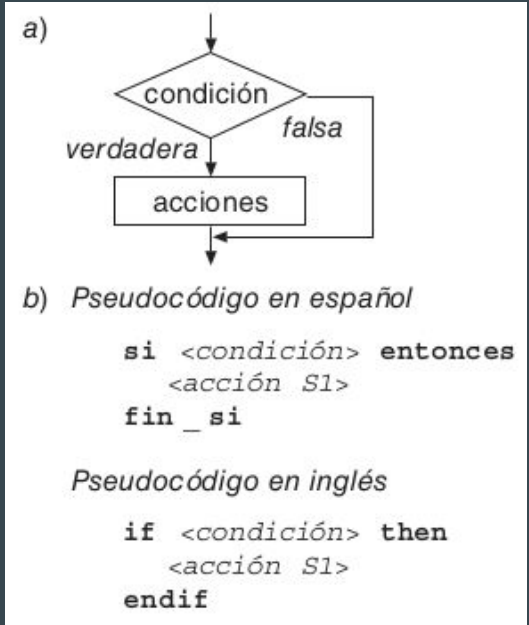 a)
condición
falsa
verdadera
acciones
b) Pseudocódigo en español
si <condición> entonces
<acción S1>
fin _ si
Pseudocódigo en inglés
if <condición> then
<acción S1>
endif